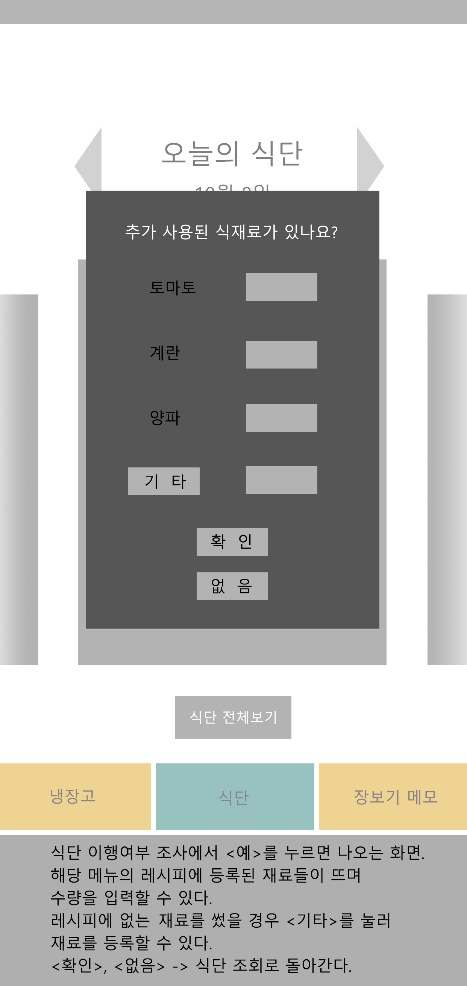 오늘의 식단
10월 9일
추가 사용된 식재료가 있나요?
토마토
계란
양파
기 타
확 인
없 음
식단 전체보기
냉장고
식단
장보기 메모
식단 이행여부 조사에서 <예>를 누르면 나오는 화면.
해당 메뉴의 레시피에 등록된 재료들이 뜨며
수량을 입력할 수 있다.
레시피에 없는 재료를 썼을 경우 <기타>를 눌러
재료를 등록할 수 있다.
<확인>, <없음> -> 식단 조회로 돌아간다.